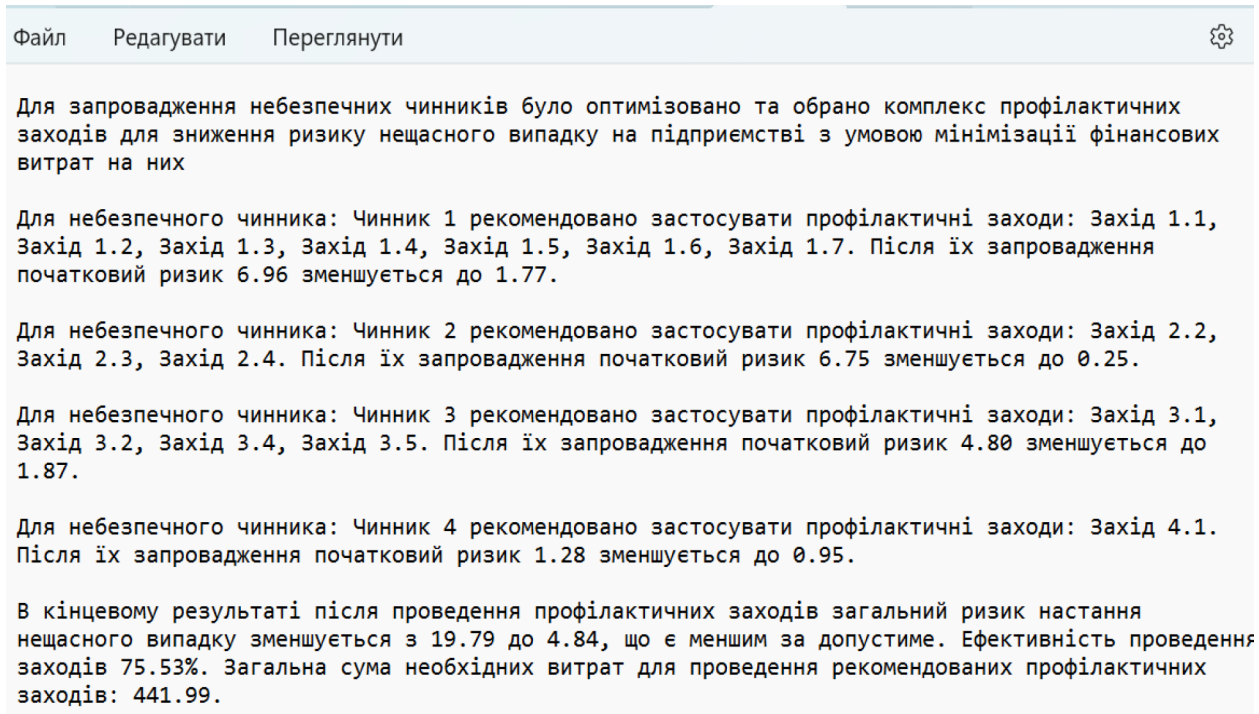 Файл Редагувати Переглянути
Для запровадження небезпечних чинників було оптимізовано та обрано комплекс профілактичних
заходів для зниження ризику нещасного випадку на підприємстві з умовою мінімізації фінансових
витрат на них
Для небезпечного чинника: Чинник 1 рекомендовано застосувати профілактичні заходи: Захід 1.1,
Захід 1.2, Захід 1.3, Захід 1.4, Захід 1.5, Захід 1.6, Захід 1.7. Після їх запровадження
початковий ризик 6.96 зменшується до 1.77.
Для небезпечного чинника: Чинник 2 рекомендовано застосувати профілактичні заходи: Захід 2.2,
Захід 2.3, Захід 2.4. Після їх запровадження початковий ризик 6.75 зменшується до 0.25.
Для небезпечного чинника: Чинник 3 рекомендовано застосувати профілактичні заходи: Захід 3.1,
Захід 3.2, Захід 3.4, Захід 3.5. Після їх запровадження початковий ризик 4.80 зменшується до
1.87.
Для небезпечного чинника: Чинник 4 рекомендовано застосувати профілактичні заходи: Захід 4.1.
Після їх запровадження початковий ризик 1.28 зменшується до 0.95.
В кінцевому результаті після проведення профілактичних заходів загальний ризик настання
нещасного випадку зменшується з 19.79 до 4.84, що є меншим за допустиме. Ефективність проведення
заходів 75.53%. Загальна сума необхідних витрат для проведення рекомендованих профілактичних
заходів: 441.99.